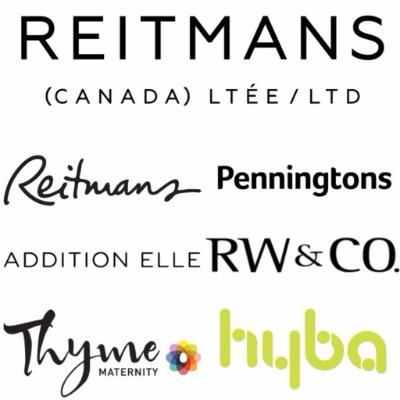 REITMANS
(CANADA) LTÉE/LTD
Reitmans Penningtons
ADDITION ELLE RW&CO.
Thyme hyba
MATERNITY